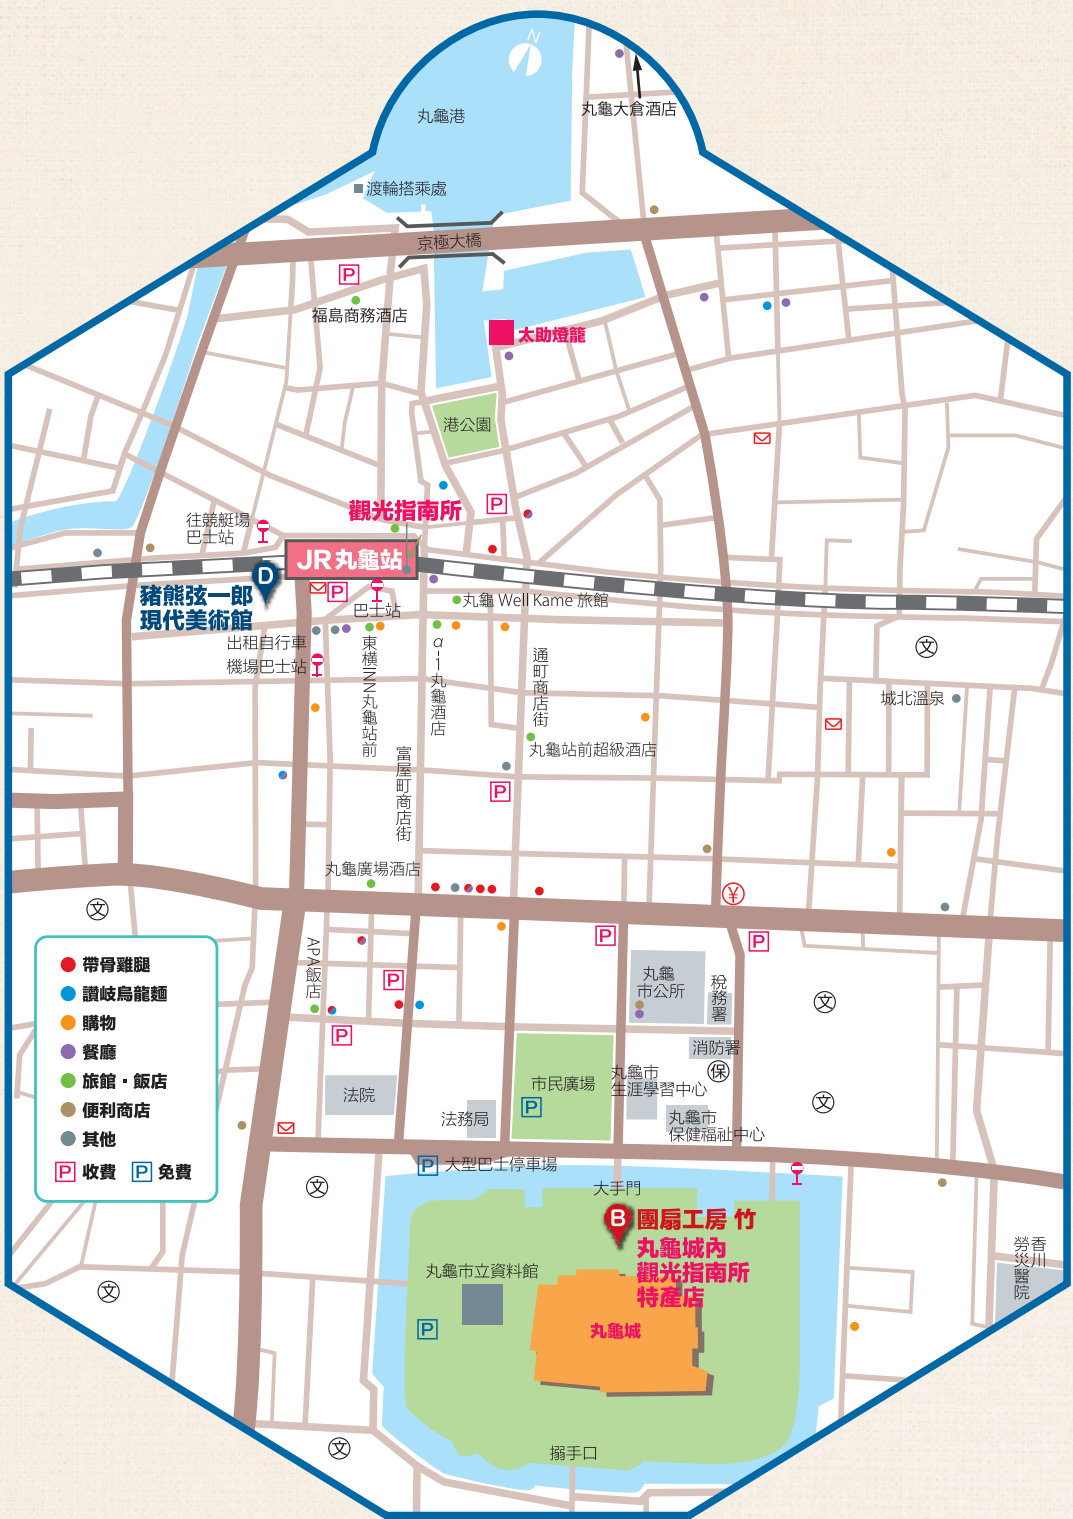 N
丸龜港
丸龜大倉酒店
渡輪搭乘處
京極大橋
P
福島商務酒店
太助燈籠
港公園
觀光指南所
P
往競艇場
巴士站
JR丸龜站
D
豬熊弦一郎
現代美術館
P
巴士站
丸龜 Well Kame 旅館
出租自行車
機場巴士站
東橫INN丸龜站前
α-1丸龜酒店
通町商店街
文
城北溫泉
丸龜站前超級酒店
富屋町商店街
P
丸龜廣場酒店
¥
文
P
P
APA飯店
P
丸龜
市公所
稅務署
文
帶骨雞腿
讚岐烏龍麵
購物
餐廳
旅館・飯店
便利商店
其他
P 收費 P 免費
P
消防署
保
法院
市民廣場
P
丸龜市
生涯學習中心
法務局
丸龜市
保健福祉中心
文
P 大型巴士停車場
文
大手門
B
團扇工房 竹
丸龜城內
觀光指南所
特產店
丸龜市立資料館
香川
勞災醫院
文
P
丸龜城
文
搦手口